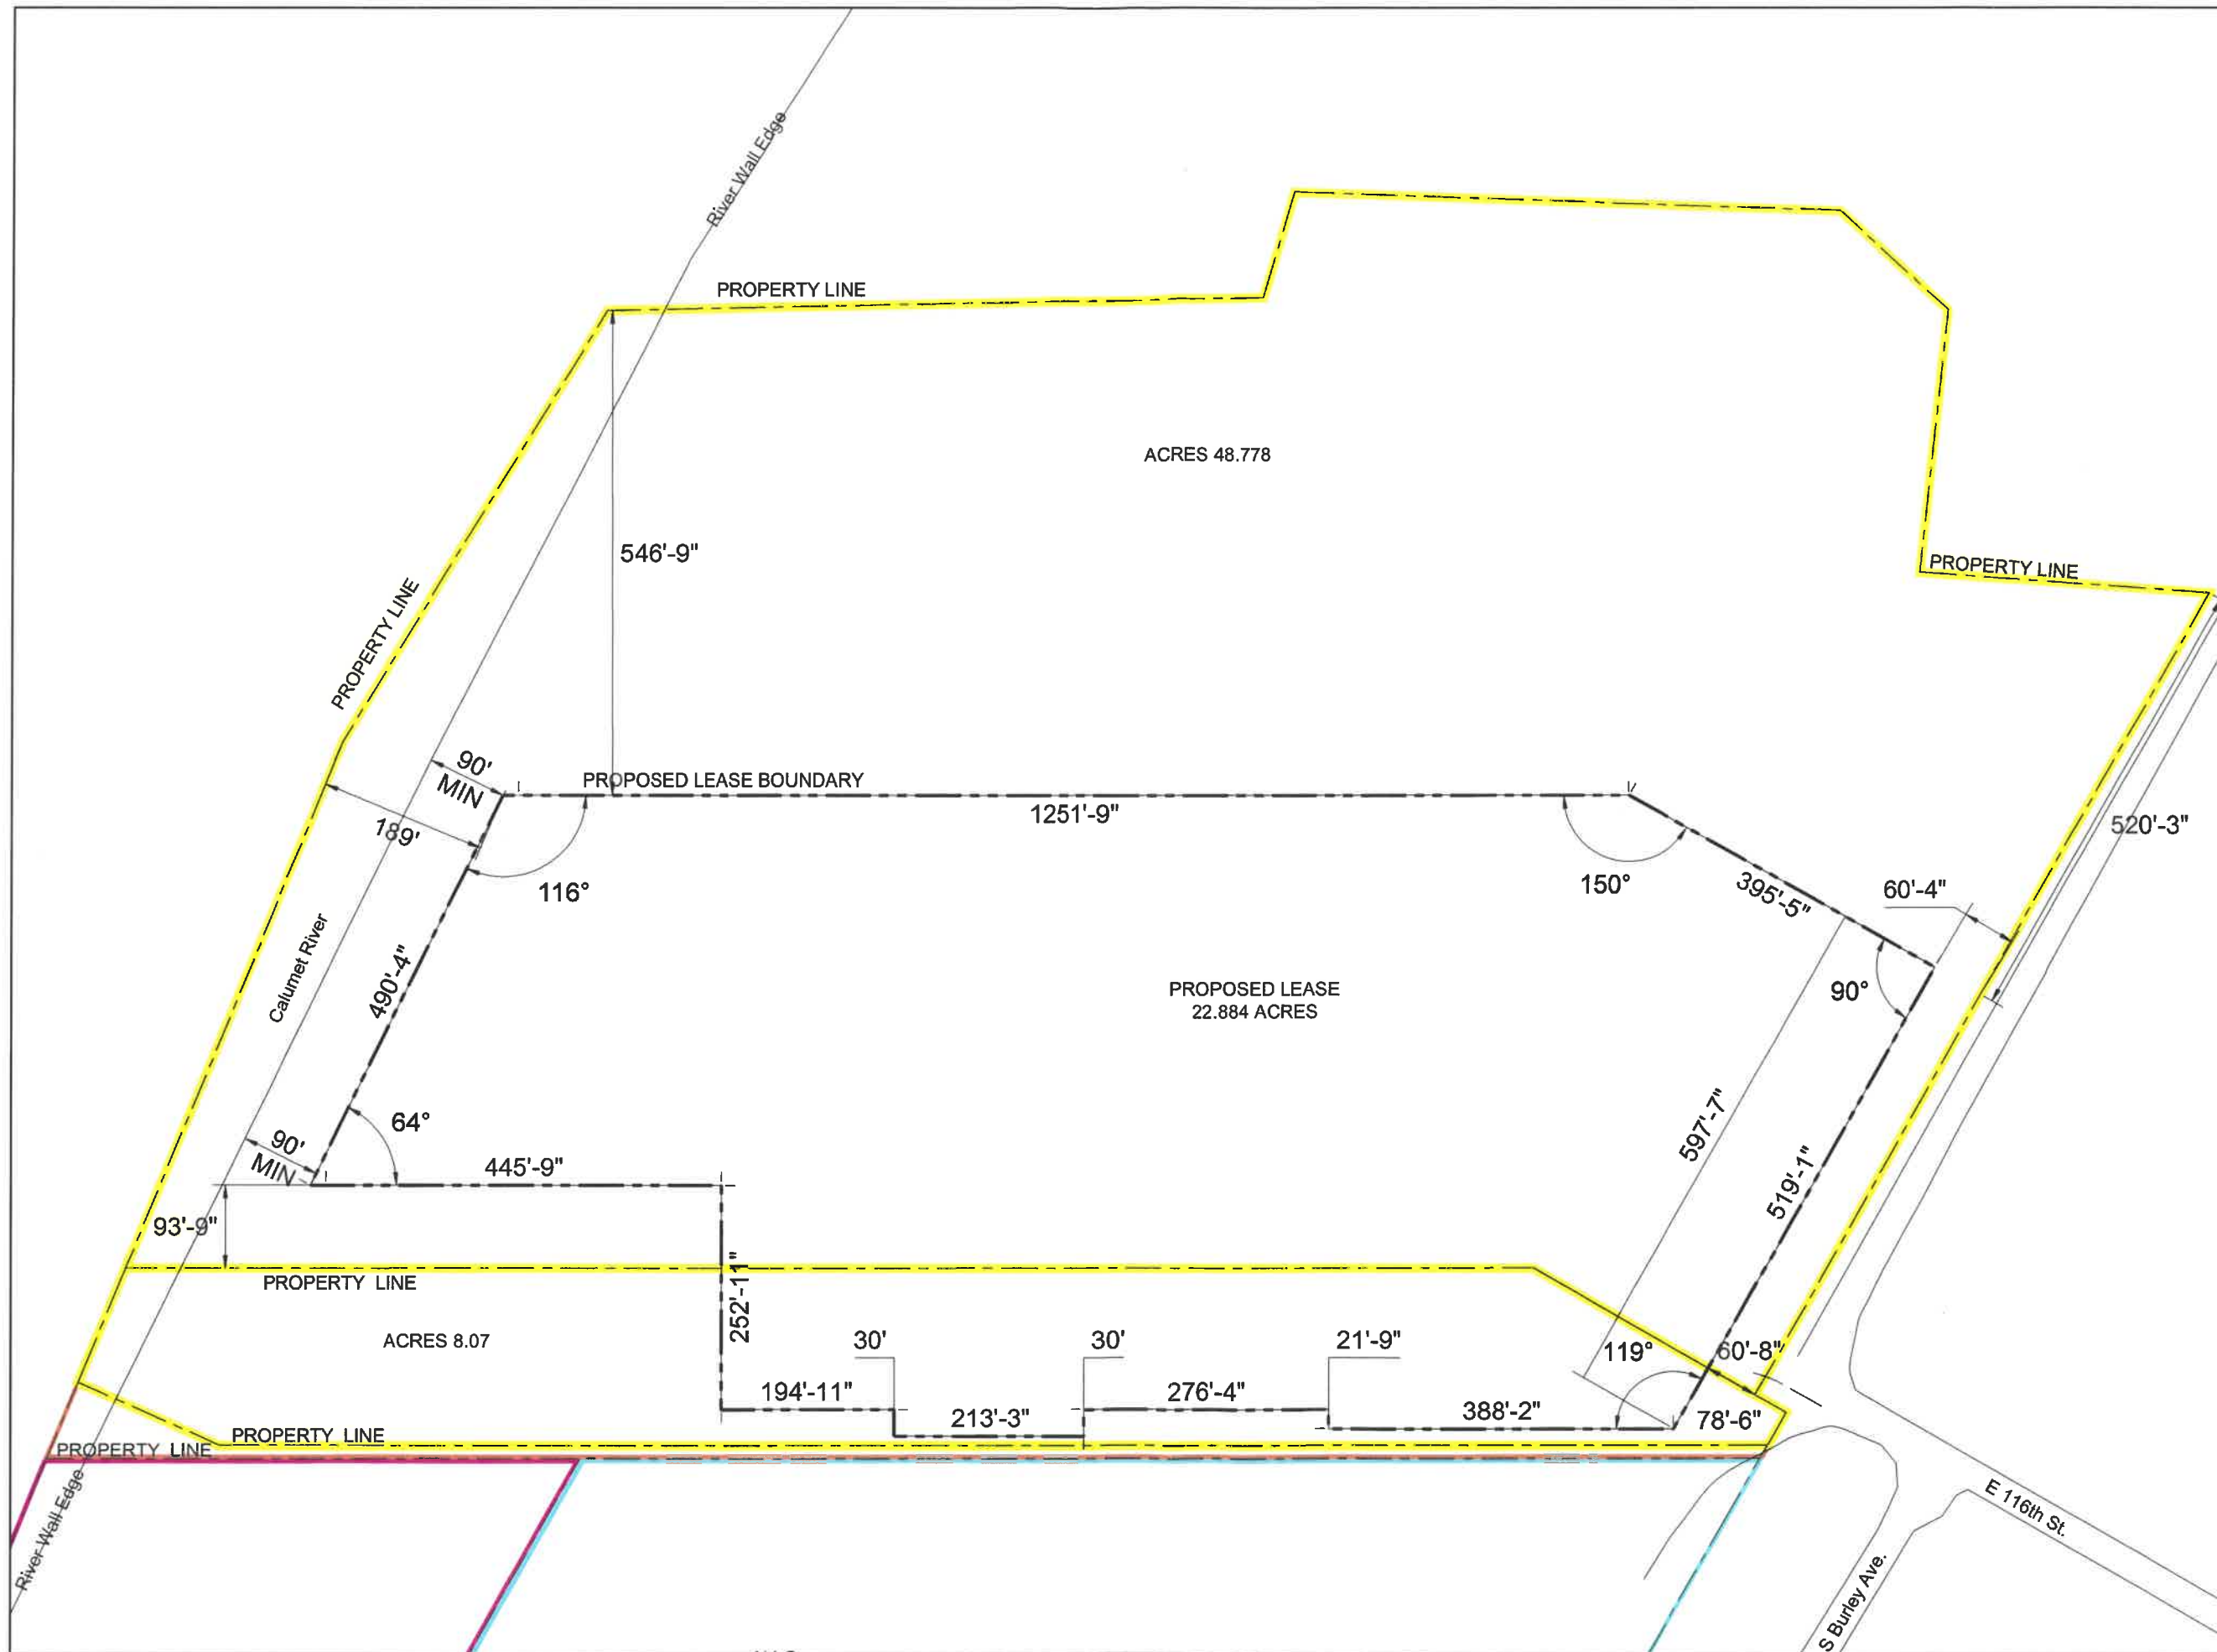 River Wall Edge
PROPERTY LINE
ACRES 48.778
546'-9"
PROPERTY LINE
PROPERTY LINE
90'
MIN
PROPOSED LEASE BOUNDARY
1251'-9"
189'
520'-3"
116°
150°
395'-5"
60'-4"
Calumet River
490'-4"
PROPOSED LEASE
22.884 ACRES
90°
64°
597'-7"
90'
MIN
445'-9"
519'-1"
93'-9"
PROPERTY LINE
252'-11"
ACRES 8.07
30'
30'
21'-9"
119°
60'-8"
194'-11"
276'-4"
213'-3"
388'-2"
78'-6"
PROPERTY LINE
PROPERTY LINE
River Wall Edge
E 116th St.
S Burley Ave.